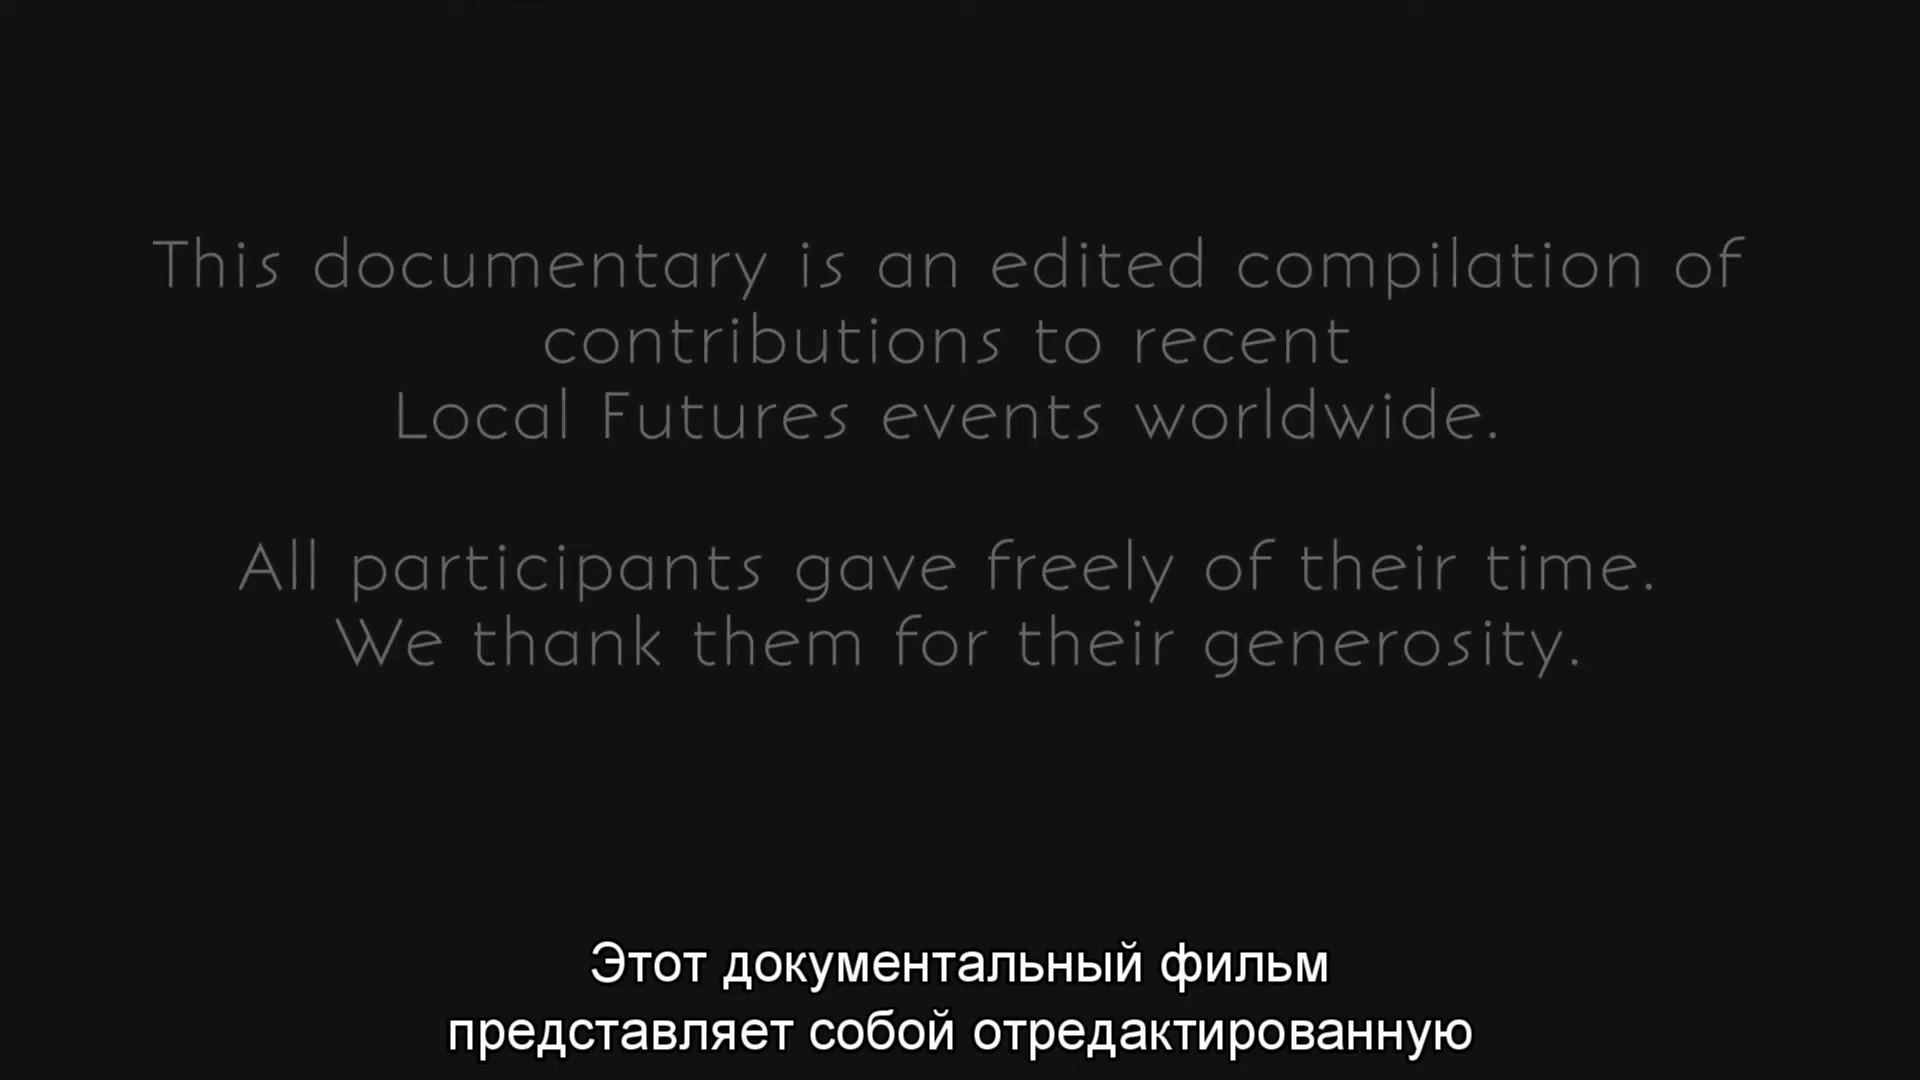 This documentary is an edited compilation of
contributions to recent
Local Futures events worldwide.
All participants gave freely of their time.
We thank them for their generosity.
Этот документальный фильм
представляет собой отредактированную